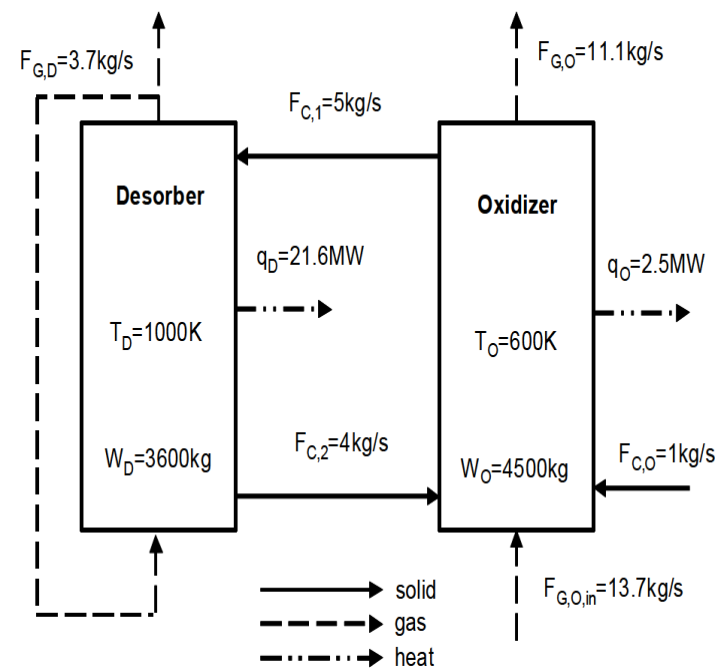 F_G,D=3.7kg/s
F_G,O=11.1kg/s
F_C,1=5kg/s
Desorber
Oxidizer
q_D=21.6MW
q_O=2.5MW
T_D=1000K
T_O=600K
W_D=3600kg
F_C,2=4kg/s
W_O=4500kg
F_C,O=1kg/s
solid
F_G,O,in=13.7kg/s
gas
heat